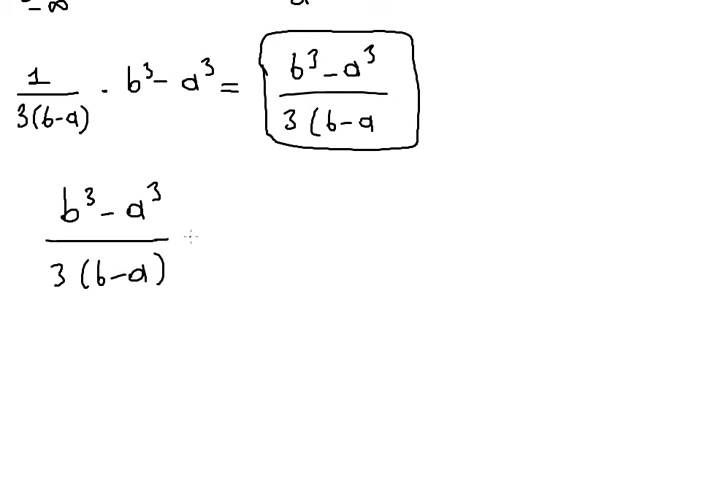 -∞ a
1/3(b-a) · b³ - a³ = b³ - a³/3(b-a
b³ - a³/3(b-a)